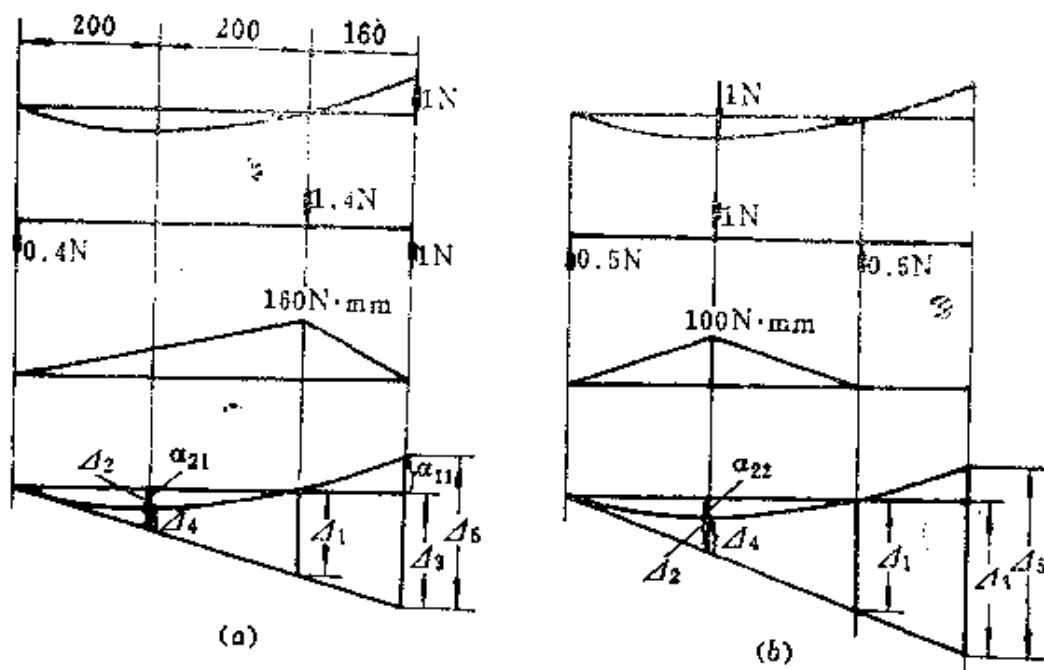 200 200 160
1N
1.4N
0.4N 1N
160N·mm
Δ₂ α₂₁ α₁₁
Δ₄ Δ₁ Δ₃ Δ₅
(a)
1N
1N
0.5N 0.5N
100N·mm
α₂₂
Δ₂ Δ₄ Δ₁ Δ₃ Δ₅
(b)